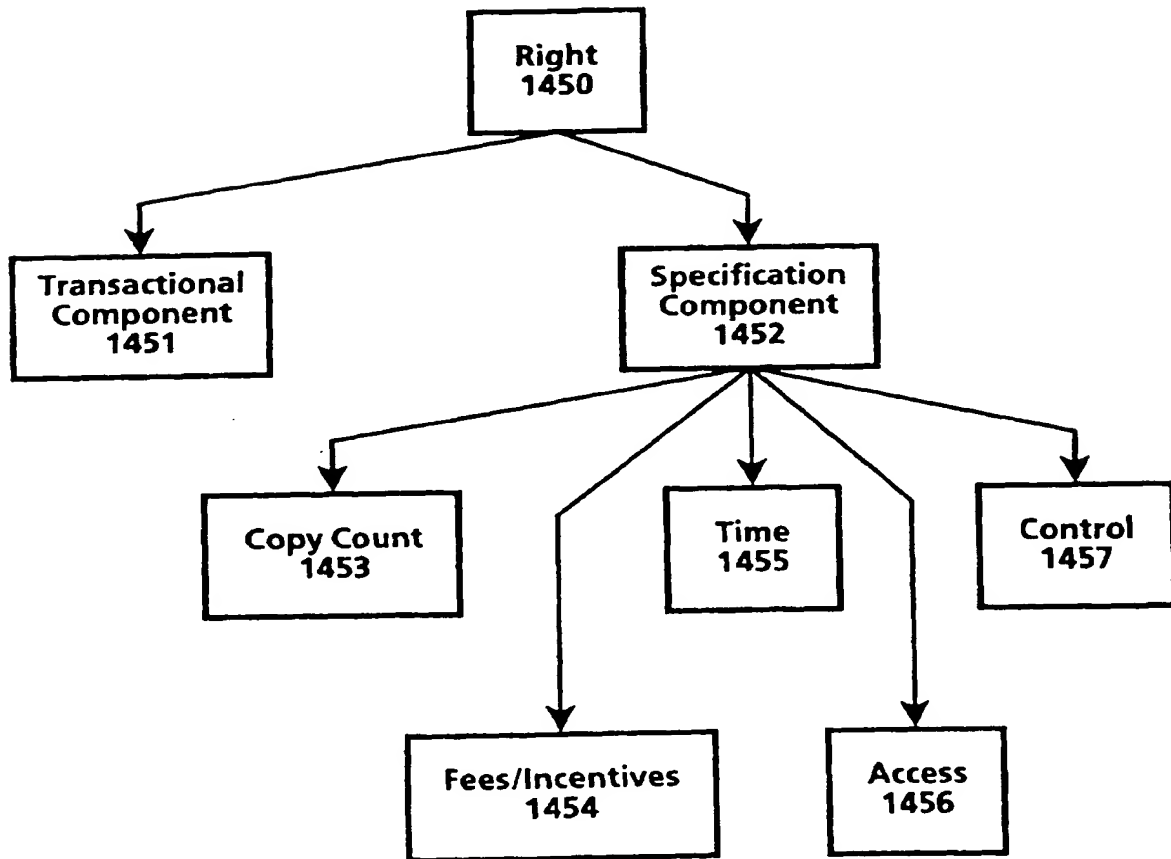 Right
1450
Transactional
Component
1451
Specification
Component
1452
Copy Count
1453
Time
1455
Control
1457
Fees/Incentives
1454
Access
1456